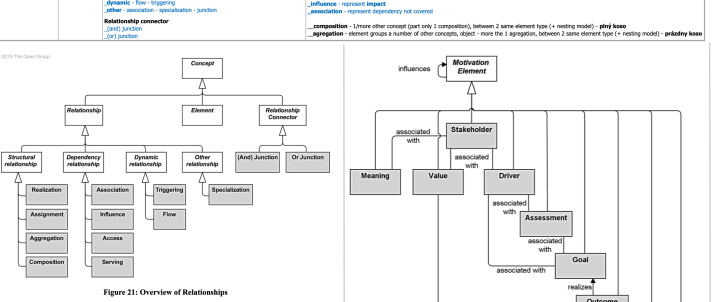 _dynamic - flow - triggering
_other - association - specialization - junction
Relationship connector
_(and) junction
_(or) junction
_influence - represent impact
_association - represent dependency not covered
__composition - 1/more other concept (part only 1 composition), between 2 same element type (+ nesting model) - plný koso
__agregation - element groups a number of other concepts, object - more the 1 agregation, between 2 same element type (+ nesting model) - prázdny koso
2019 The Open Group
Concept
Relationship
Element
Relationship
Connector
Structural
relationship
Dependency
relationship
Dynamic
relationship
Other
relationship
(And) Junction
Or Junction
Realization
Association
Triggering
Specialization
Assignment
Influence
Flow
Aggregation
Access
Composition
Serving
Figure 21: Overview of Relationships
influences
Motivation
Element
associated
with
Stakeholder
associated
with
Meaning
Value
Driver
associated
with
Assessment
associated
with
Goal
associated with
realizes
Outcome